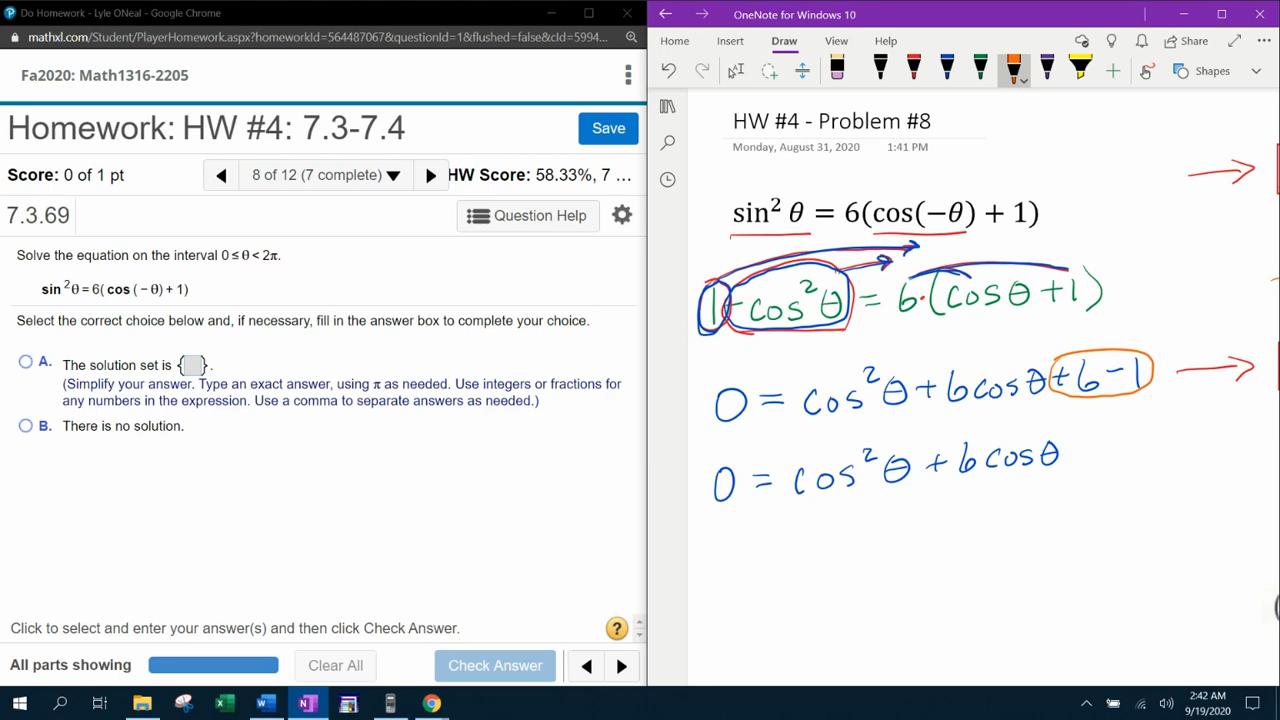 Do Homework - Lyle ONeal - Google Chrome
mathxl.com/Student/PlayerHomework.aspx?homeworkId=564487067&questionId=1&flushed=false&cId=5994...
Fa2020: Math1316-2205
Homework: HW #4: 7.3-7.4
Save
Score: 0 of 1 pt
8 of 12 (7 complete)
HW Score: 58.33%, 7 ...
7.3.69
Question Help
Solve the equation on the interval 0 ≤ θ < 2π.
sin ²θ = 6( cos ( − θ) + 1)
Select the correct choice below and, if necessary, fill in the answer box to complete your choice.
A. The solution set is { }.
(Simplify your answer. Type an exact answer, using π as needed. Use integers or fractions for
any numbers in the expression. Use a comma to separate answers as needed.)
B. There is no solution.
Click to select and enter your answer(s) and then click Check Answer.
?
All parts showing
Clear All
Check Answer
OneNote for Windows 10
Home Insert Draw View Help
Share
Shapes
HW #4 - Problem #8
Monday, August 31, 2020 1:41 PM
sin² θ = 6(cos(−θ) + 1)
1 − cos² θ = 6·(cosθ + 1)
0 = cos² θ + 6cosθ + 6 − 1
0 = cos² θ + 6cosθ
2:42 AM
9/19/2020